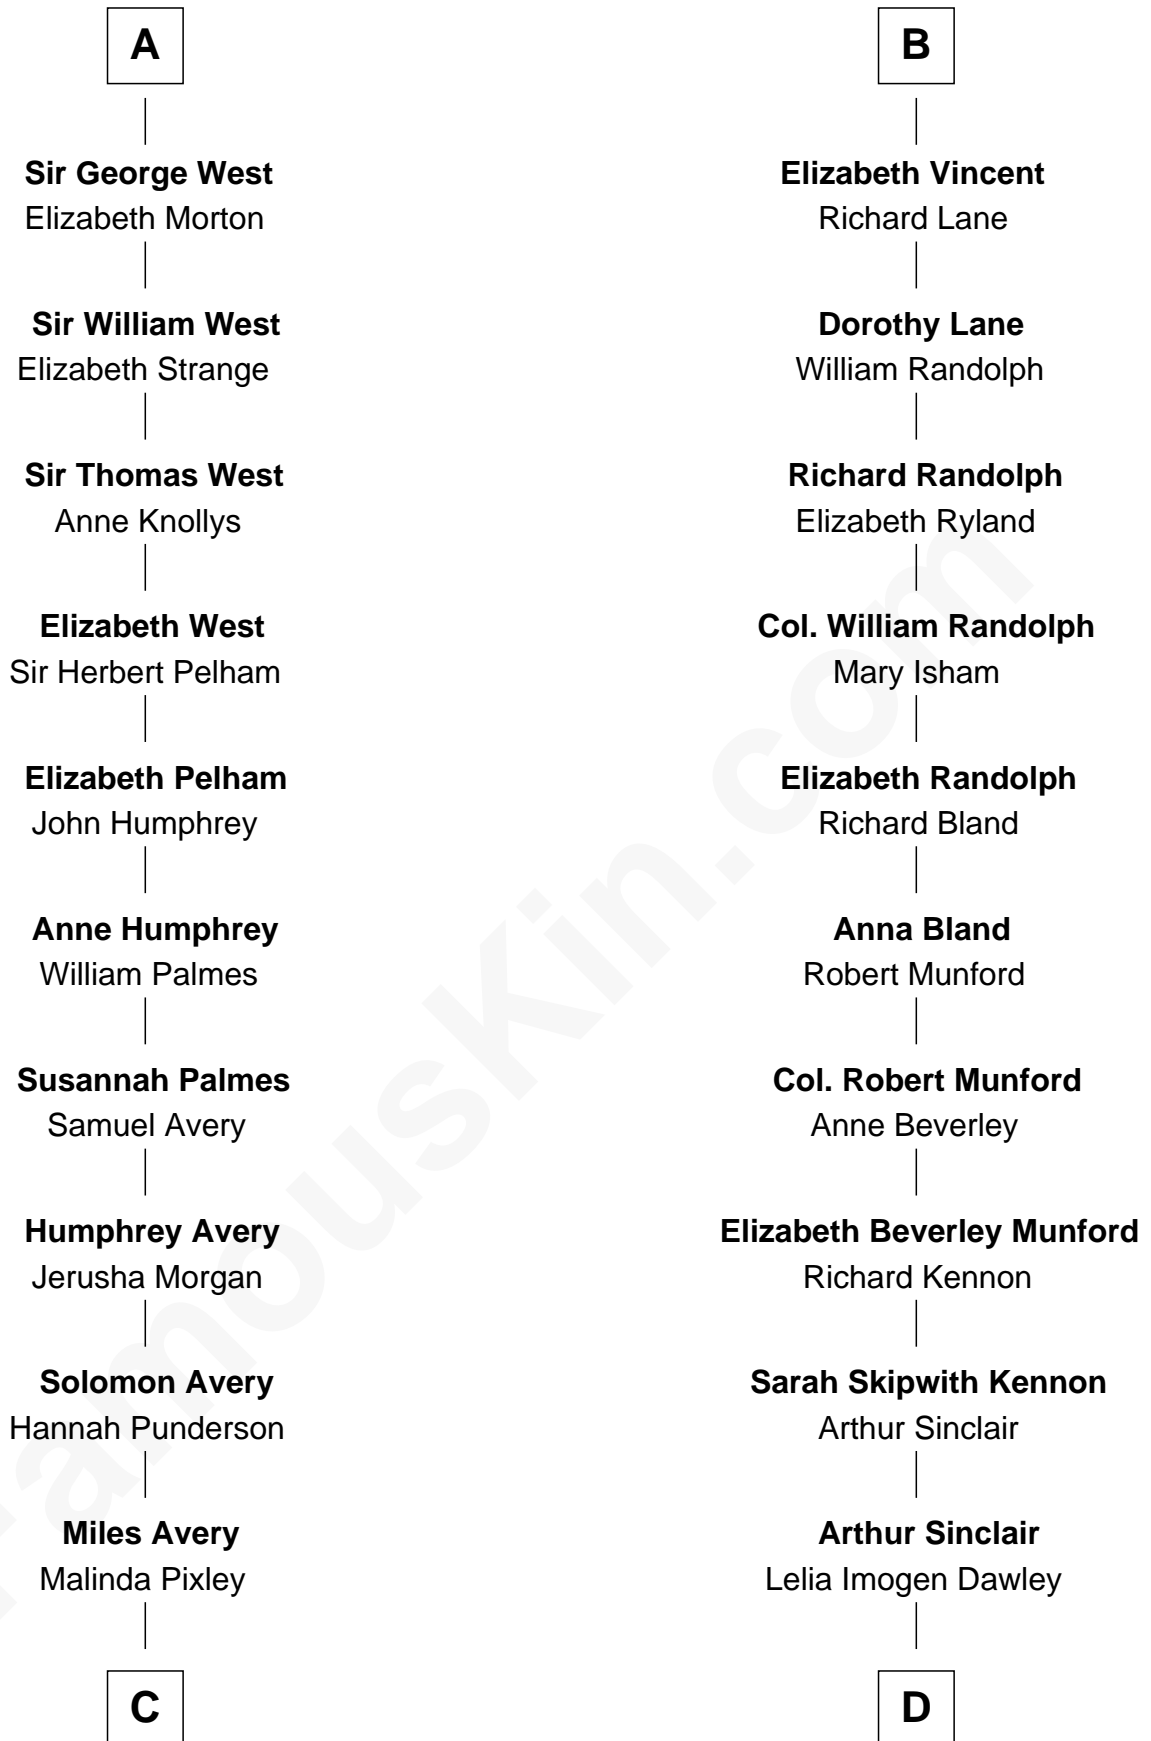 A
Sir George West
Elizabeth Morton
Sir William West
Elizabeth Strange
Sir Thomas West
Anne Knollys
Elizabeth West
Sir Herbert Pelham
Elizabeth Pelham
John Humphrey
Anne Humphrey
William Palmes
Susannah Palmes
Samuel Avery
Humphrey Avery
Jerusha Morgan
Solomon Avery
Hannah Punderson
Miles Avery
Malinda Pixley
C
B
Elizabeth Vincent
Richard Lane
Dorothy Lane
William Randolph
Richard Randolph
Elizabeth Ryland
Col. William Randolph
Mary Isham
Elizabeth Randolph
Richard Bland
Anna Bland
Robert Munford
Col. Robert Munford
Anne Beverley
Elizabeth Beverley Munford
Richard Kennon
Sarah Skipwith Kennon
Arthur Sinclair
Arthur Sinclair
Lelia Imogen Dawley
D
FamousKin.com